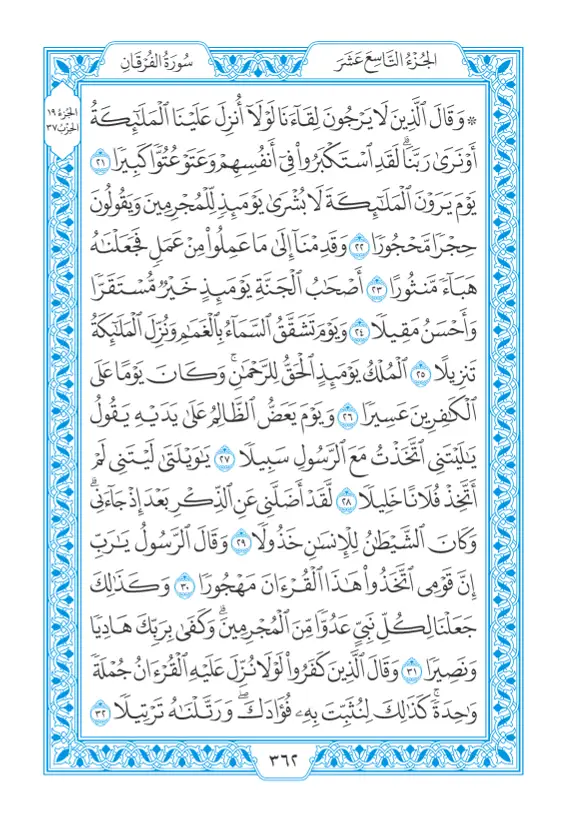 الجُزْءُ التَّاسِعَ عَشَرَ
سُورَةُ الفُرْقَانِ
الجُزْءُ ١٩
الحِزْبُ ٣٧
۞ وَقَالَ ٱلَّذِينَ لَا يَرْجُونَ لِقَآءَنَا لَوْلَآ أُنزِلَ عَلَيْنَا ٱلْمَلَٰٓئِكَةُ
أَوْ نَرَىٰ رَبَّنَاۗ لَقَدِ ٱسْتَكْبَرُوا۟ فِىٓ أَنفُسِهِمْ وَعَتَوْ عُتُوًّا كَبِيرًا ٢١
يَوْمَ يَرَوْنَ ٱلْمَلَٰٓئِكَةَ لَا بُشْرَىٰ يَوْمَئِذٍ لِّلْمُجْرِمِينَ وَيَقُولُونَ
حِجْرًا مَّحْجُورًا ٢٢ وَقَدِمْنَآ إِلَىٰ مَا عَمِلُوا۟ مِنْ عَمَلٍ فَجَعَلْنَٰهُ
هَبَآءً مَّنثُورًا ٢٣ أَصْحَٰبُ ٱلْجَنَّةِ يَوْمَئِذٍ خَيْرٌ مُّسْتَقَرًّا
وَأَحْسَنُ مَقِيلًا ٢٤ وَيَوْمَ تَشَقَّقُ ٱلسَّمَآءُ بِٱلْغَمَٰمِ وَنُزِّلَ ٱلْمَلَٰٓئِكَةُ
تَنزِيلًا ٢٥ ٱلْمُلْكُ يَوْمَئِذٍ ٱلْحَقُّ لِلرَّحْمَٰنِۚ وَكَانَ يَوْمًا عَلَى
ٱلْكَٰفِرِينَ عَسِيرًا ٢٦ وَيَوْمَ يَعَضُّ ٱلظَّالِمُ عَلَىٰ يَدَيْهِ يَقُولُ
يَٰلَيْتَنِى ٱتَّخَذْتُ مَعَ ٱلرَّسُولِ سَبِيلًا ٢٧ يَٰوَيْلَتَىٰ لَيْتَنِى لَمْ
أَتَّخِذْ فُلَانًا خَلِيلًا ٢٨ لَّقَدْ أَضَلَّنِى عَنِ ٱلذِّكْرِ بَعْدَ إِذْ جَآءَنِىۗ
وَكَانَ ٱلشَّيْطَٰنُ لِلْإِنسَٰنِ خَذُولًا ٢٩ وَقَالَ ٱلرَّسُولُ يَٰرَبِّ
إِنَّ قَوْمِى ٱتَّخَذُوا۟ هَٰذَا ٱلْقُرْءَانَ مَهْجُورًا ٣٠ وَكَذَٰلِكَ
جَعَلْنَا لِكُلِّ نَبِىٍّ عَدُوًّا مِّنَ ٱلْمُجْرِمِينَۗ وَكَفَىٰ بِرَبِّكَ هَادِيًا
وَنَصِيرًا ٣١ وَقَالَ ٱلَّذِينَ كَفَرُوا۟ لَوْلَا نُزِّلَ عَلَيْهِ ٱلْقُرْءَانُ جُمْلَةً
وَٰحِدَةًۚ كَذَٰلِكَ لِنُثَبِّتَ بِهِۦ فُؤَادَكَۖ وَرَتَّلْنَٰهُ تَرْتِيلًا ٣٢
٣٦٢